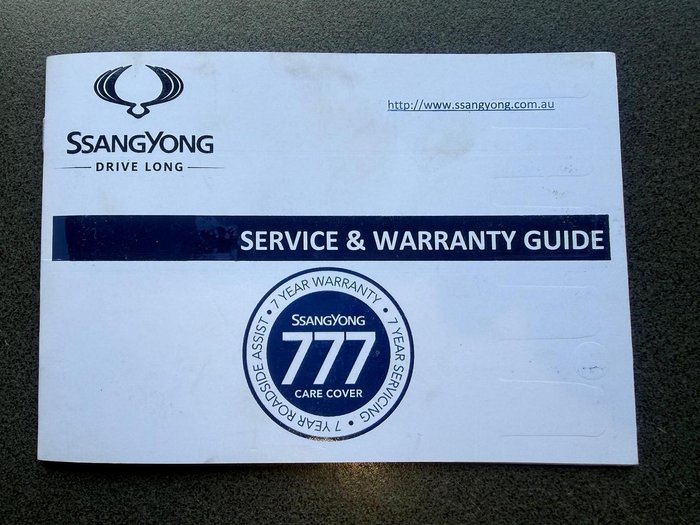 http://www.ssangyong.com.au
SSANGYONG
DRIVE LONG
SERVICE & WARRANTY GUIDE
7 YEAR WARRANTY • 7 YEAR SERVICING • 7 YEAR ROADSIDE ASSIST •
SSANGYONG
777
CARE COVER